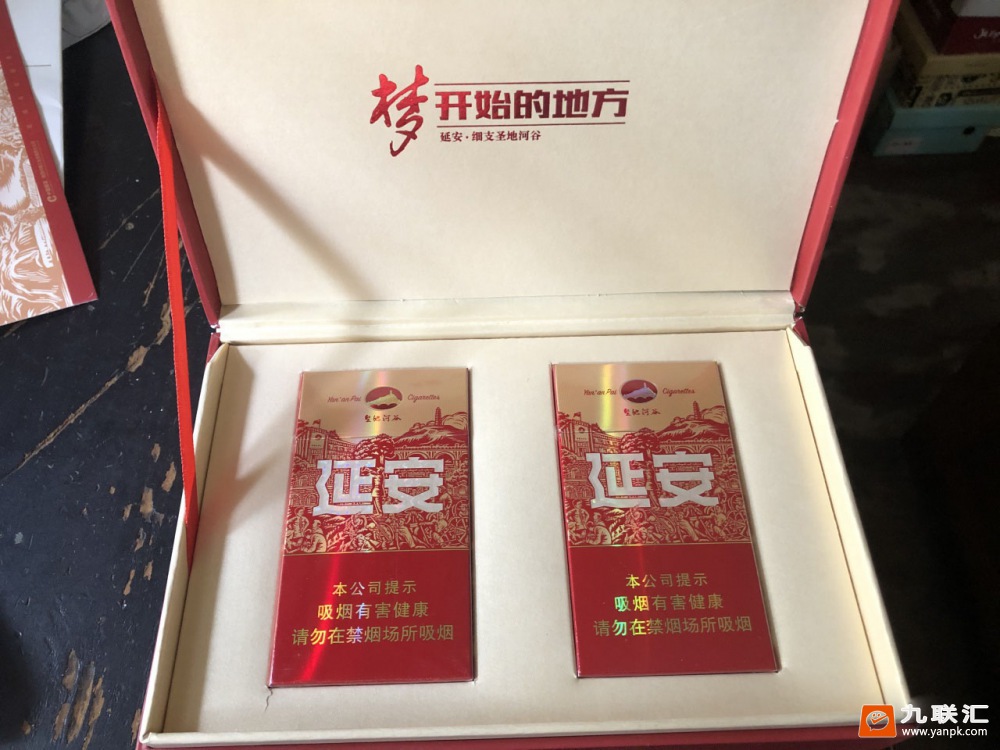 梦开始的地方
延安·细支圣地河谷
Yan'an Pai Cigarettes
圣地河谷
延安
本公司提示
吸烟有害健康
请勿在禁烟场所吸烟
Yan'an Pai Cigarettes
圣地河谷
延安
本公司提示
吸烟有害健康
请勿在禁烟场所吸烟
九联汇
www.yanpk.com